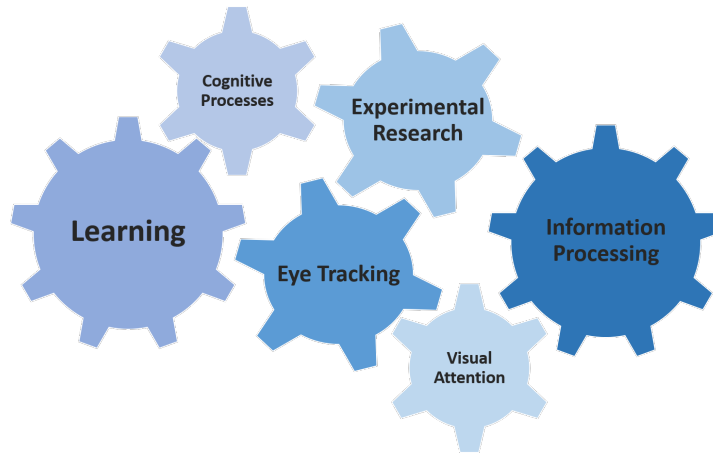 Cognitive
Processes
Experimental
Research
Learning
Information
Processing
Eye Tracking
Visual
Attention